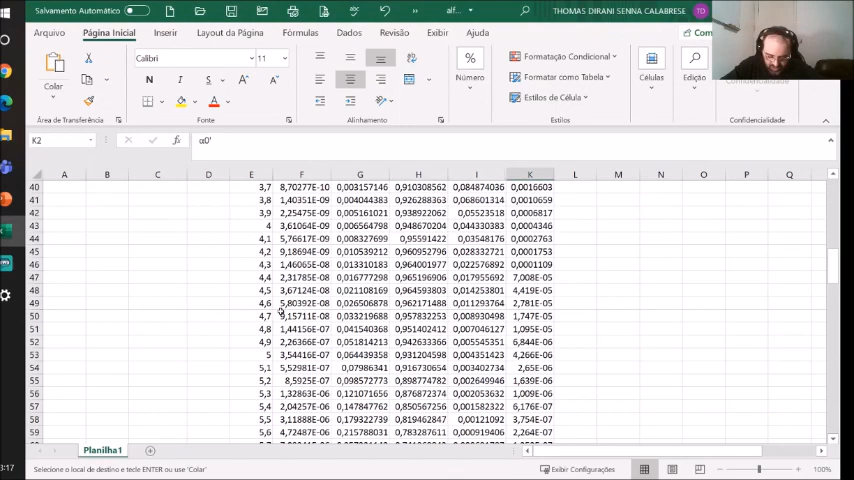 Salvamento Automático
alf...
THOMAS DIRANI SENNA CALABRESE
TD
Arquivo Página Inicial Inserir Layout da Página Fórmulas Dados Revisão Exibir Ajuda Com
Colar
Calibri 11
N I S A A
A
Área de Transferência Fonte Alinhamento
% Número
Formatação Condicional
Formatar como Tabela
Estilos de Célula
Estilos
Células
Edição
Confidencialidade
K2 fx α0'
A B C D E F G H I K L M N O P Q
40 3,7 8,70277E-10 0,003157146 0,910308562 0,084874036 0,0016603
41 3,8 1,40351E-09 0,004044383 0,926288363 0,068601314 0,0010659
42 3,9 2,25475E-09 0,005161021 0,938922062 0,05523518 0,0006817
43 4 3,61064E-09 0,006564798 0,948670204 0,044330383 0,0004346
44 4,1 5,76617E-09 0,008327699 0,95591422 0,03548176 0,0002763
45 4,2 9,18694E-09 0,010539212 0,960952796 0,028332721 0,0001753
46 4,3 1,46065E-08 0,013310183 0,964001977 0,022576892 0,0001109
47 4,4 2,31785E-08 0,016777298 0,965196906 0,017955692 7,008E-05
48 4,5 3,67124E-08 0,021108169 0,964593803 0,014253801 4,419E-05
49 4,6 5,80392E-08 0,026506878 0,962171488 0,011293764 2,781E-05
50 4,7 9,15711E-08 0,033219688 0,957832253 0,008930498 1,747E-05
51 4,8 1,44156E-07 0,041540368 0,951402412 0,007046127 1,095E-05
52 4,9 2,26366E-07 0,051814213 0,942633366 0,005545351 6,844E-06
53 5 3,54416E-07 0,064439358 0,931204598 0,004351423 4,266E-06
54 5,1 5,52981E-07 0,07986341 0,916730654 0,003402734 2,65E-06
55 5,2 8,5925E-07 0,098572773 0,898774782 0,002649946 1,639E-06
56 5,3 1,32863E-06 0,121071656 0,876872374 0,002053632 1,009E-06
57 5,4 2,04257E-06 0,147847762 0,850567256 0,001582322 6,176E-07
58 5,5 3,11888E-06 0,179322739 0,819462847 0,00121092 3,754E-07
59 5,6 4,72487E-06 0,215788031 0,783287611 0,000919406 2,264E-07
Planilha1
3:17
Selecione o local de destino e tecle ENTER ou use 'Colar'
Exibir Configurações
100%